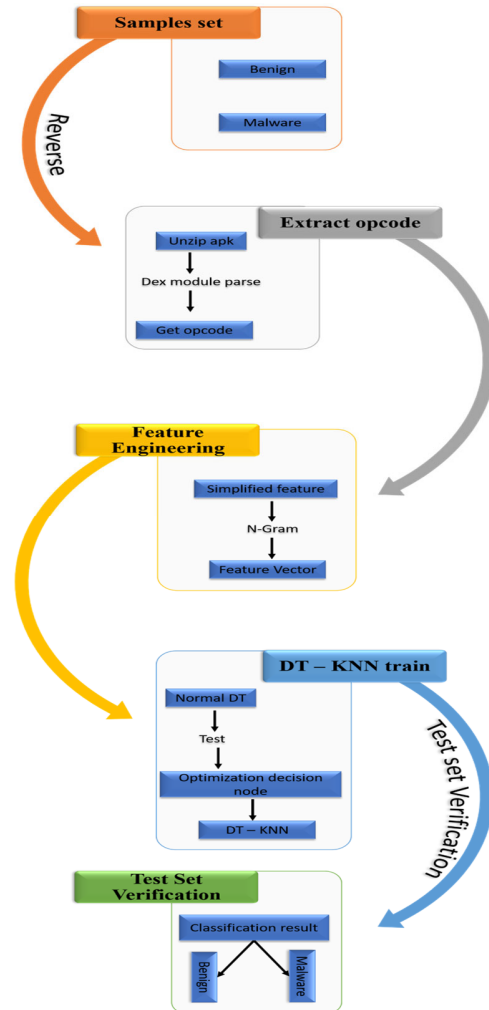 Samples set
Benign
Malware
Reverse
Extract opcode
Unzip apk
Dex module parse
Get opcode
Feature
Engineering
Simplified feature
N-Gram
Feature Vector
DT – KNN train
Normal DT
Test
Optimization decision
node
DT – KNN
Test set Verification
Test Set
Verification
Classification result
Benign
Malware